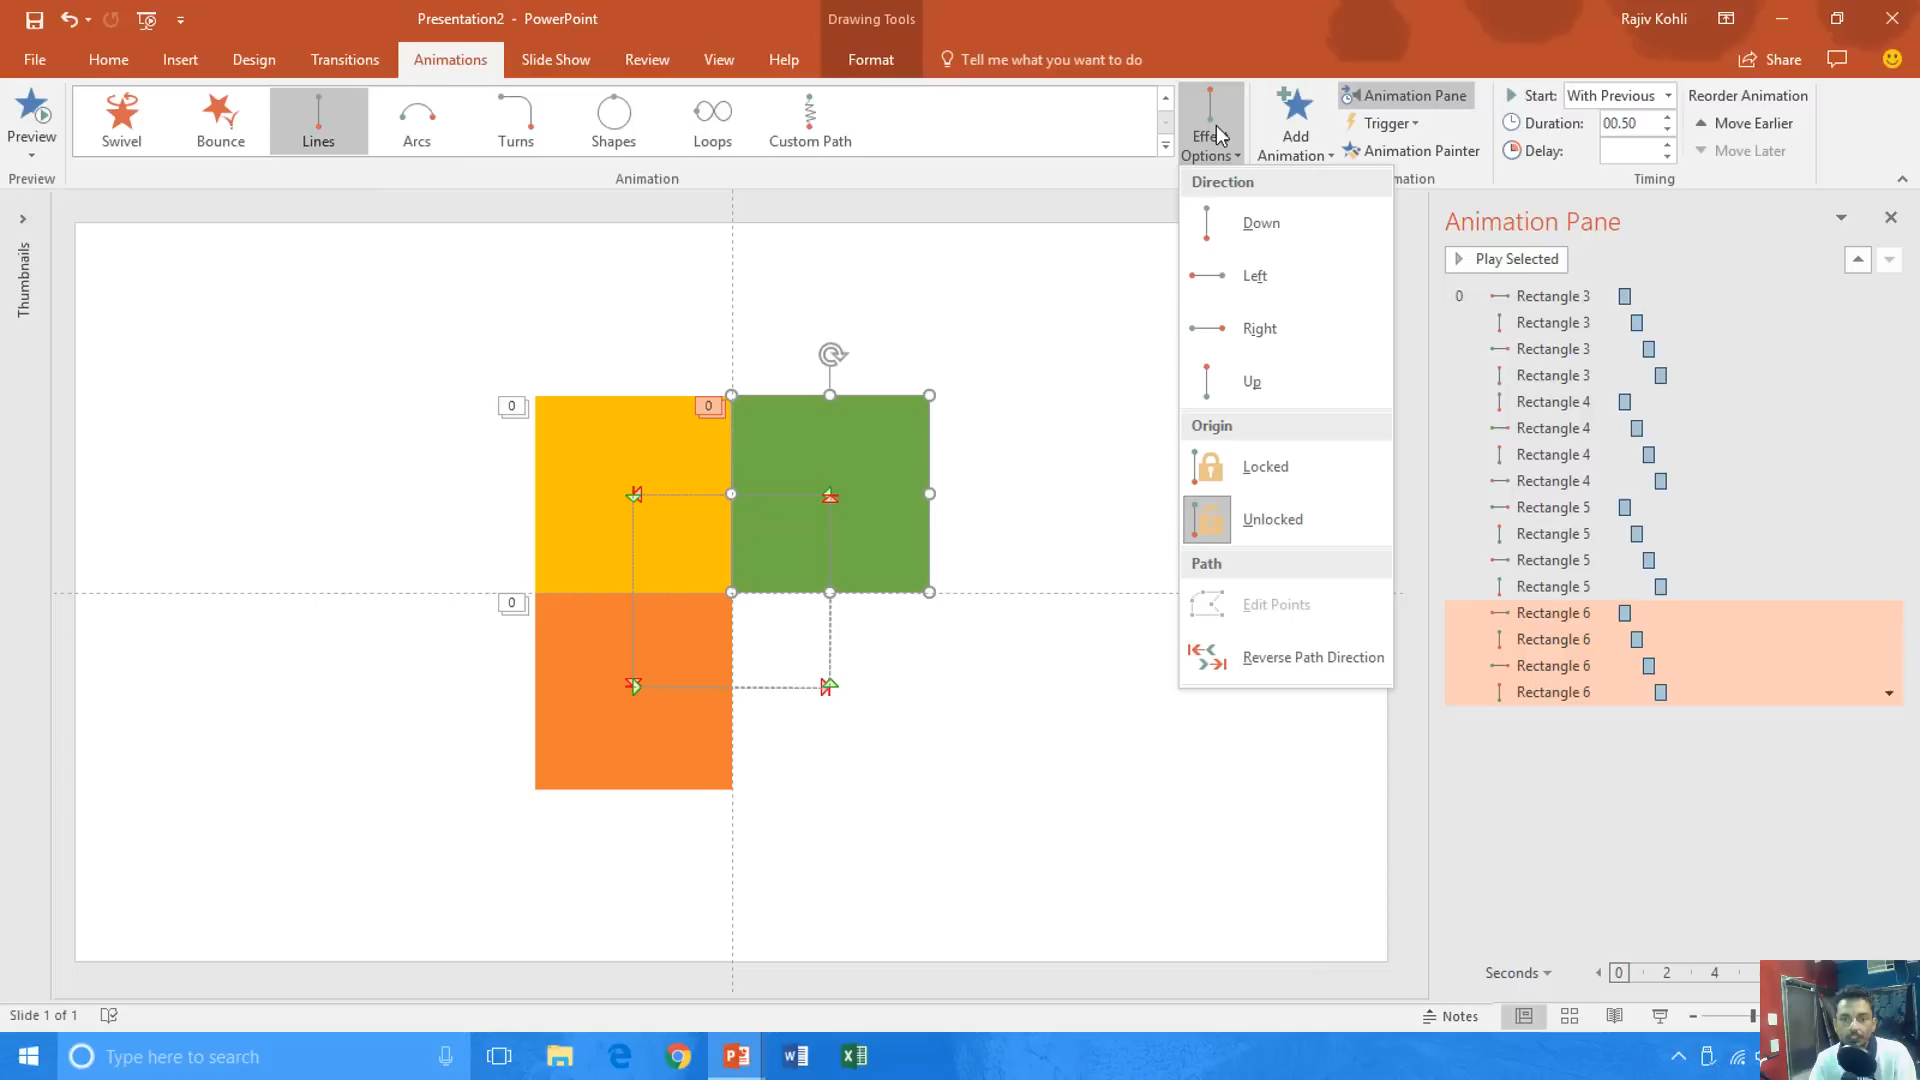 Presentation2 - PowerPoint
Drawing Tools
Rajiv Kohli
File
Home
Insert
Design
Transitions
Animations
Slide Show
Review
View
Help
Format
Tell me what you want to do
Share
Preview
Swivel
Bounce
Lines
Arcs
Turns
Shapes
Loops
Custom Path
Options
Add
Animation
Animation Pane
Trigger
Animation Painter
Start: With Previous
Duration: 00.50
Delay:
Reorder Animation
Move Earlier
Move Later
Preview
Animation
mation
Timing
Thumbnails
0
0
0
Direction
Down
Left
Right
Up
Origin
Locked
Unlocked
Path
Edit Points
Reverse Path Direction
Animation Pane
Play Selected
0 Rectangle 3
Rectangle 3
Rectangle 3
Rectangle 3
Rectangle 4
Rectangle 4
Rectangle 4
Rectangle 4
Rectangle 5
Rectangle 5
Rectangle 5
Rectangle 5
Rectangle 6
Rectangle 6
Rectangle 6
Rectangle 6
Seconds 0 2 4
Slide 1 of 1
Notes
Type here to search